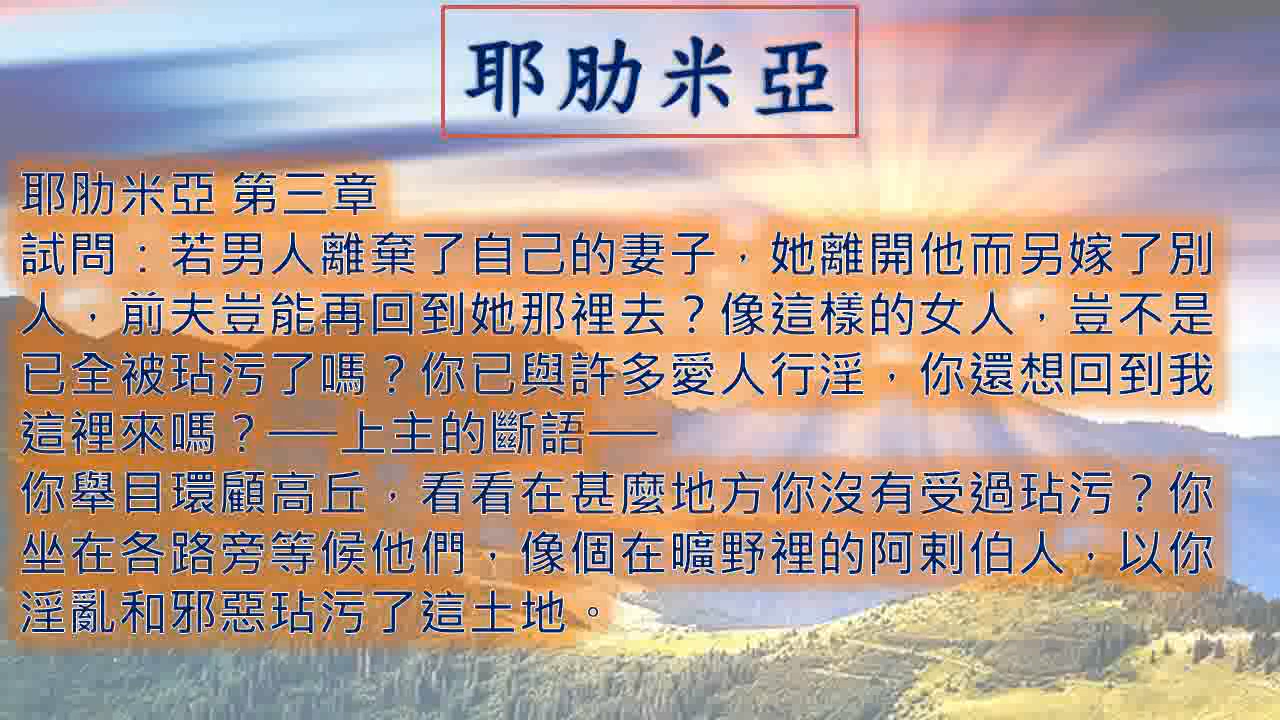 耶肋米亞
耶肋米亞 第三章
試問：若男人離棄了自己的妻子，她離開他而另嫁了別
人，前夫豈能再回到她那裡去？像這樣的女人，豈不是
已全被玷污了嗎？你已與許多愛人行淫，你還想回到我
這裡來嗎？──上主的斷語──
你舉目環顧高丘，看看在甚麼地方你沒有受過玷污？你
坐在各路旁等候他們，像個在曠野裡的阿剌伯人，以你
淫亂和邪惡玷污了這土地。